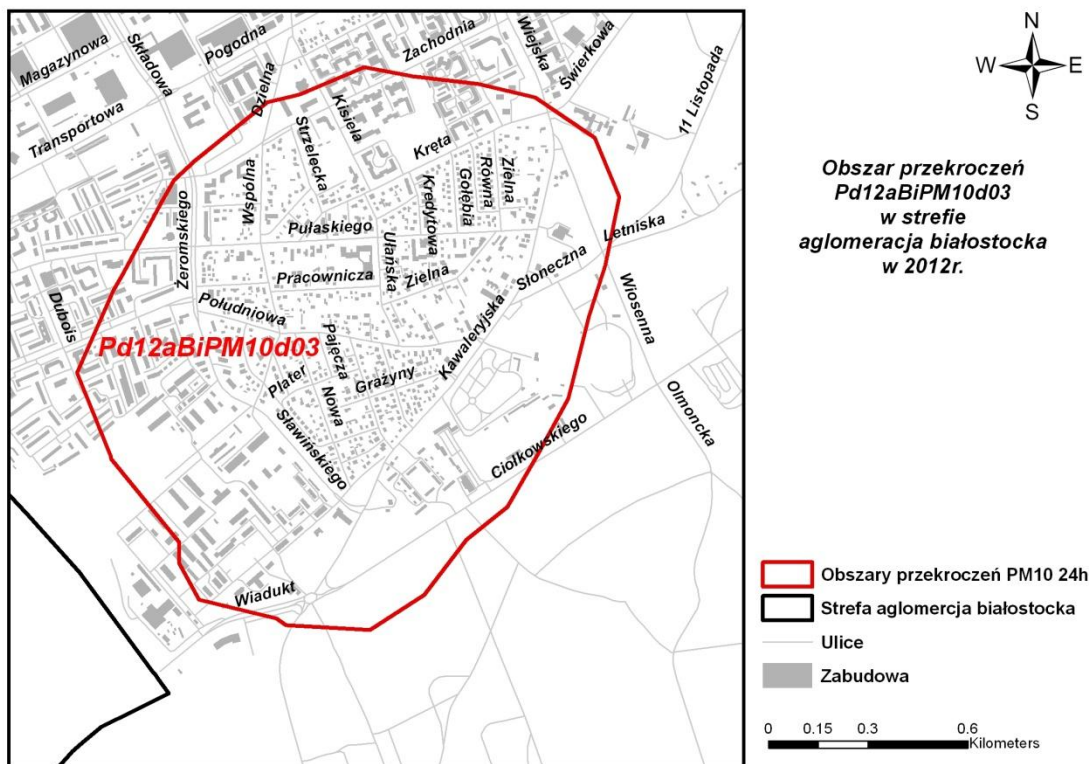 Magazynowa
Składowa
Pogodna
Transportowa
Dzielna
Zachodnia
Wiejska
Świerkowa
11 Listopada
Kisiela
Strzelecka
Kręta
Wspólna
Żeromskiego
Pułaskiego
Kredytowa
Gołębia
Równa
Zielna
Ułańska
Zielna
Pracownicza
Letniska
Słoneczna
Wiosenna
Dubois
Południowa
Kawaleryjska
Pd12aBiPM10d03
Pajęcza
Plater
Nowa
Grażyny
Sławińskiego
Olmoncka
Ciołkowskiego
Wiadukt
N
W
E
S
Obszar przekroczeń
Pd12aBiPM10d03
w strefie
aglomeracja białostocka
w 2012r.
Obszary przekroczeń PM10 24h
Strefa aglomercja białostocka
Ulice
Zabudowa
0 0.15 0.3 0.6
Kilometers